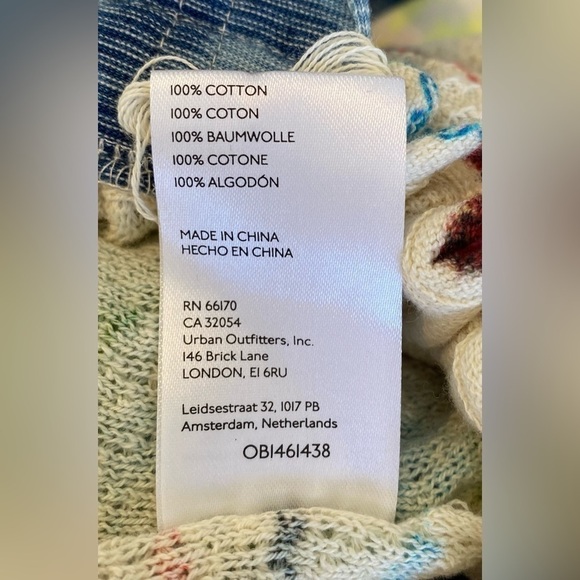 100% COTTON
100% COTON
100% BAUMWOLLE
100% COTONE
100% ALGODÓN
MADE IN CHINA
HECHO EN CHINA
RN 66170
CA 32054
Urban Outfitters, Inc.
146 Brick Lane
LONDON, E1 6RU
Leidsestraat 32, 1017 PB
Amsterdam, Netherlands
OB1461438